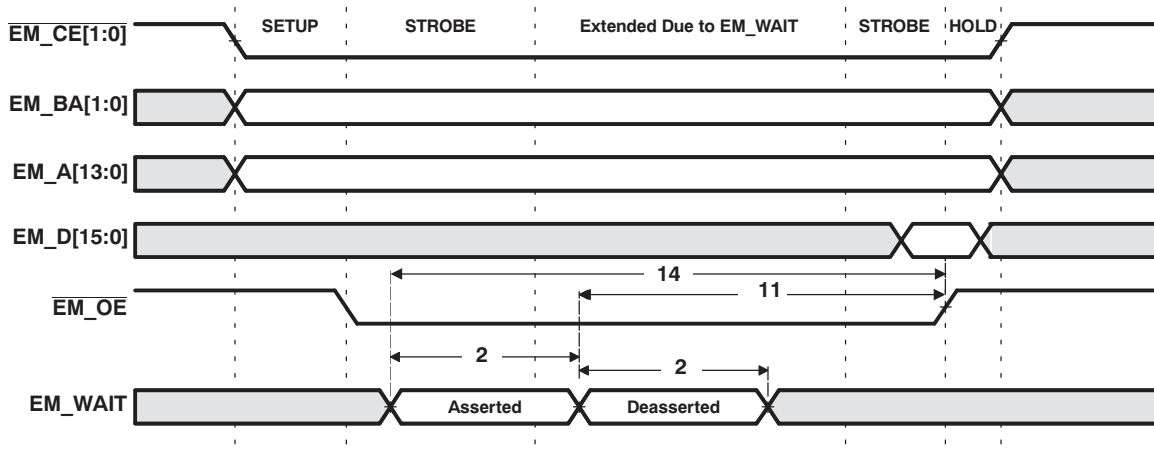 SETUP STROBE Extended Due to EM_WAIT STROBE HOLD
EM_CE[1:0]
EM_BA[1:0]
EM_A[13:0]
EM_D[15:0]
14
11
EM_OE
2
2
EM_WAIT Asserted Deasserted